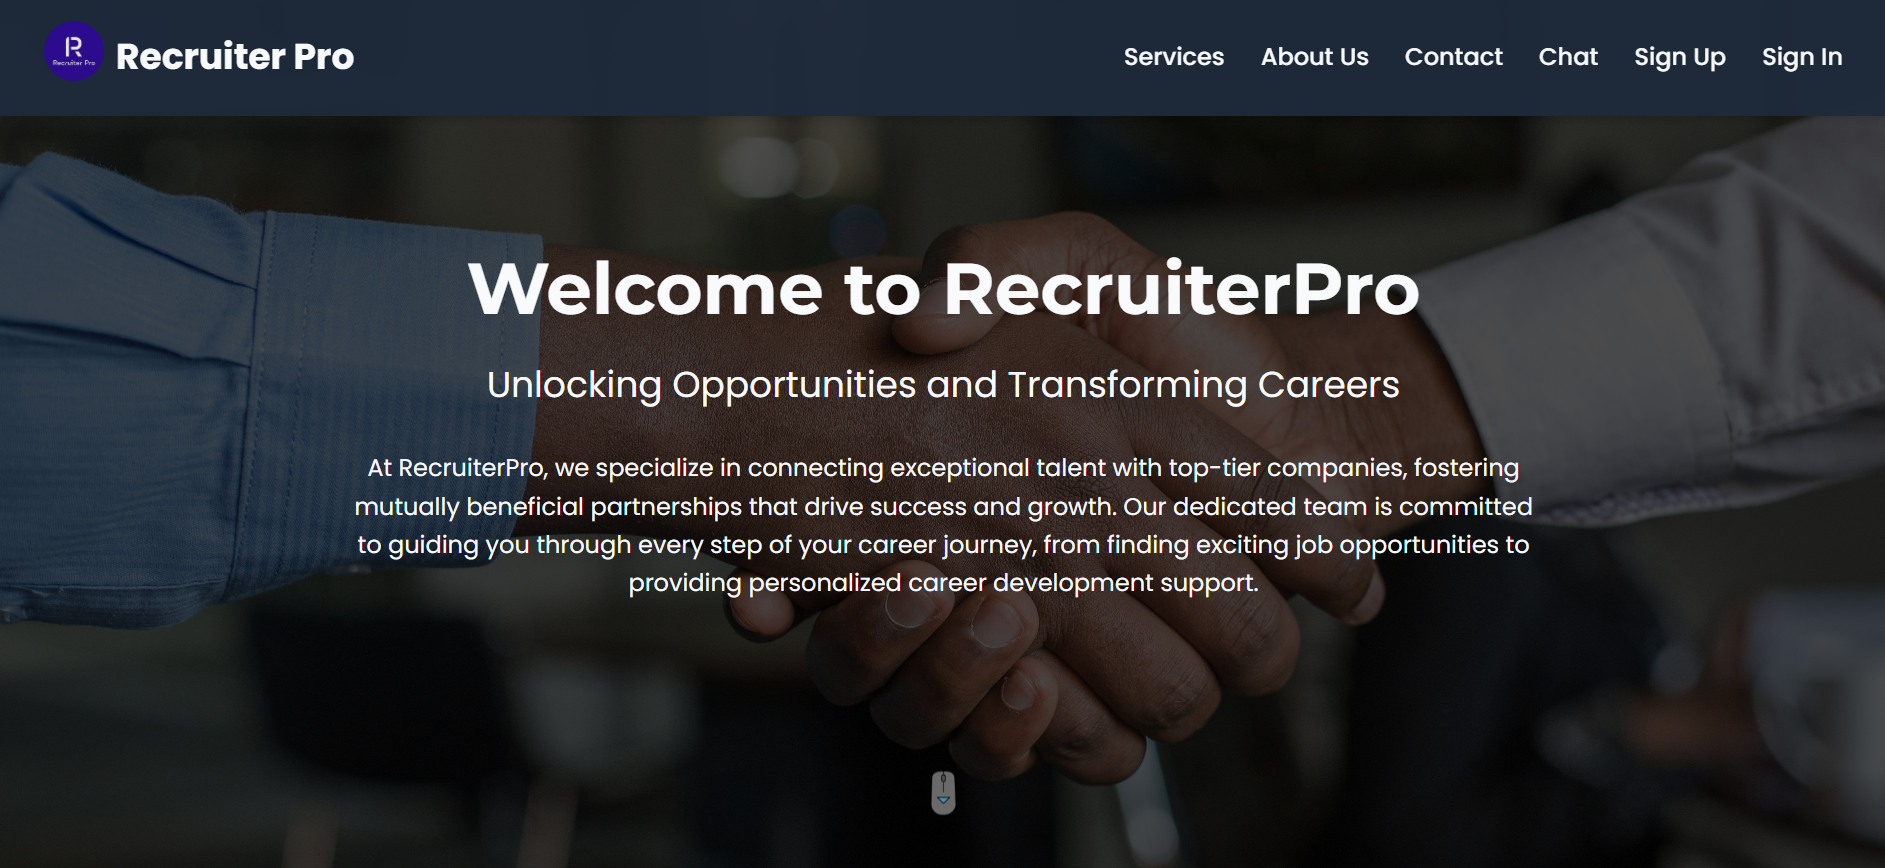 R
Recruiter Pro
Recruiter Pro
Services
About Us
Contact
Chat
Sign Up
Sign In
Welcome to RecruiterPro
Unlocking Opportunities and Transforming Careers
At RecruiterPro, we specialize in connecting exceptional talent with top-tier companies, fostering
mutually beneficial partnerships that drive success and growth. Our dedicated team is committed
to guiding you through every step of your career journey, from finding exciting job opportunities to
providing personalized career development support.